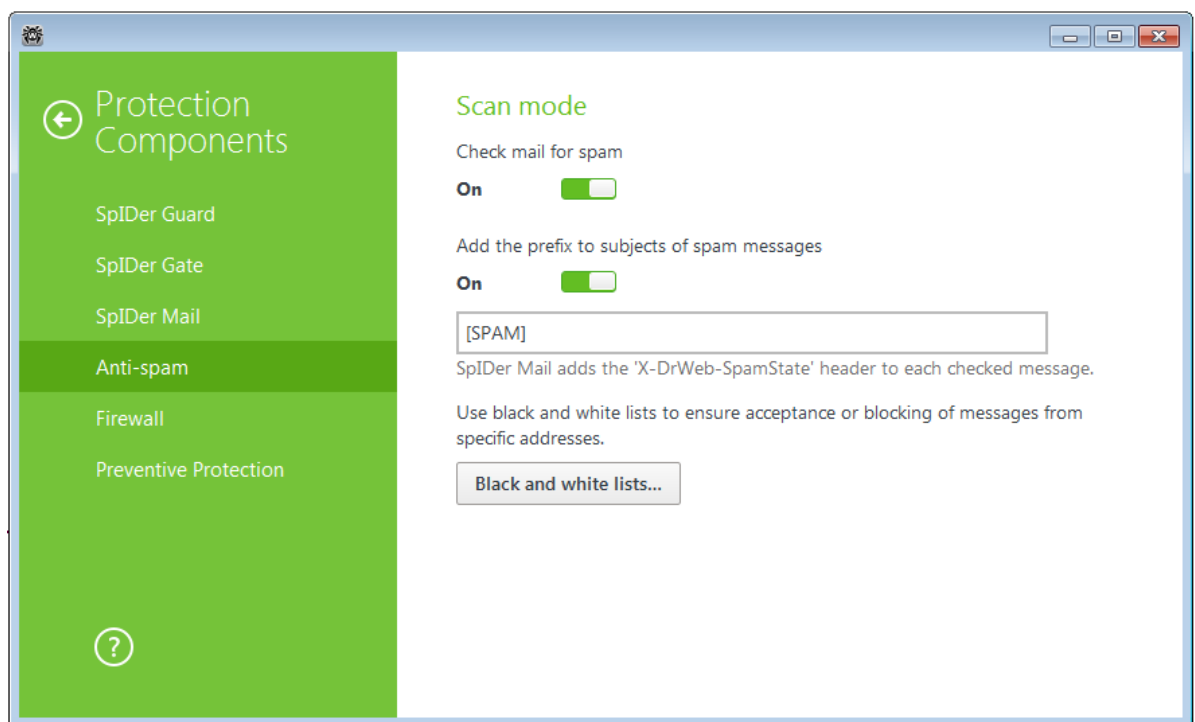 Protection
Components
SpIDer Guard
SpIDer Gate
SpIDer Mail
Anti-spam
Firewall
Preventive Protection
?
Scan mode
Check mail for spam
On
Add the prefix to subjects of spam messages
On
[SPAM]
SpIDer Mail adds the 'X-DrWeb-SpamState' header to each checked message.
Use black and white lists to ensure acceptance or blocking of messages from
specific addresses.
Black and white lists...